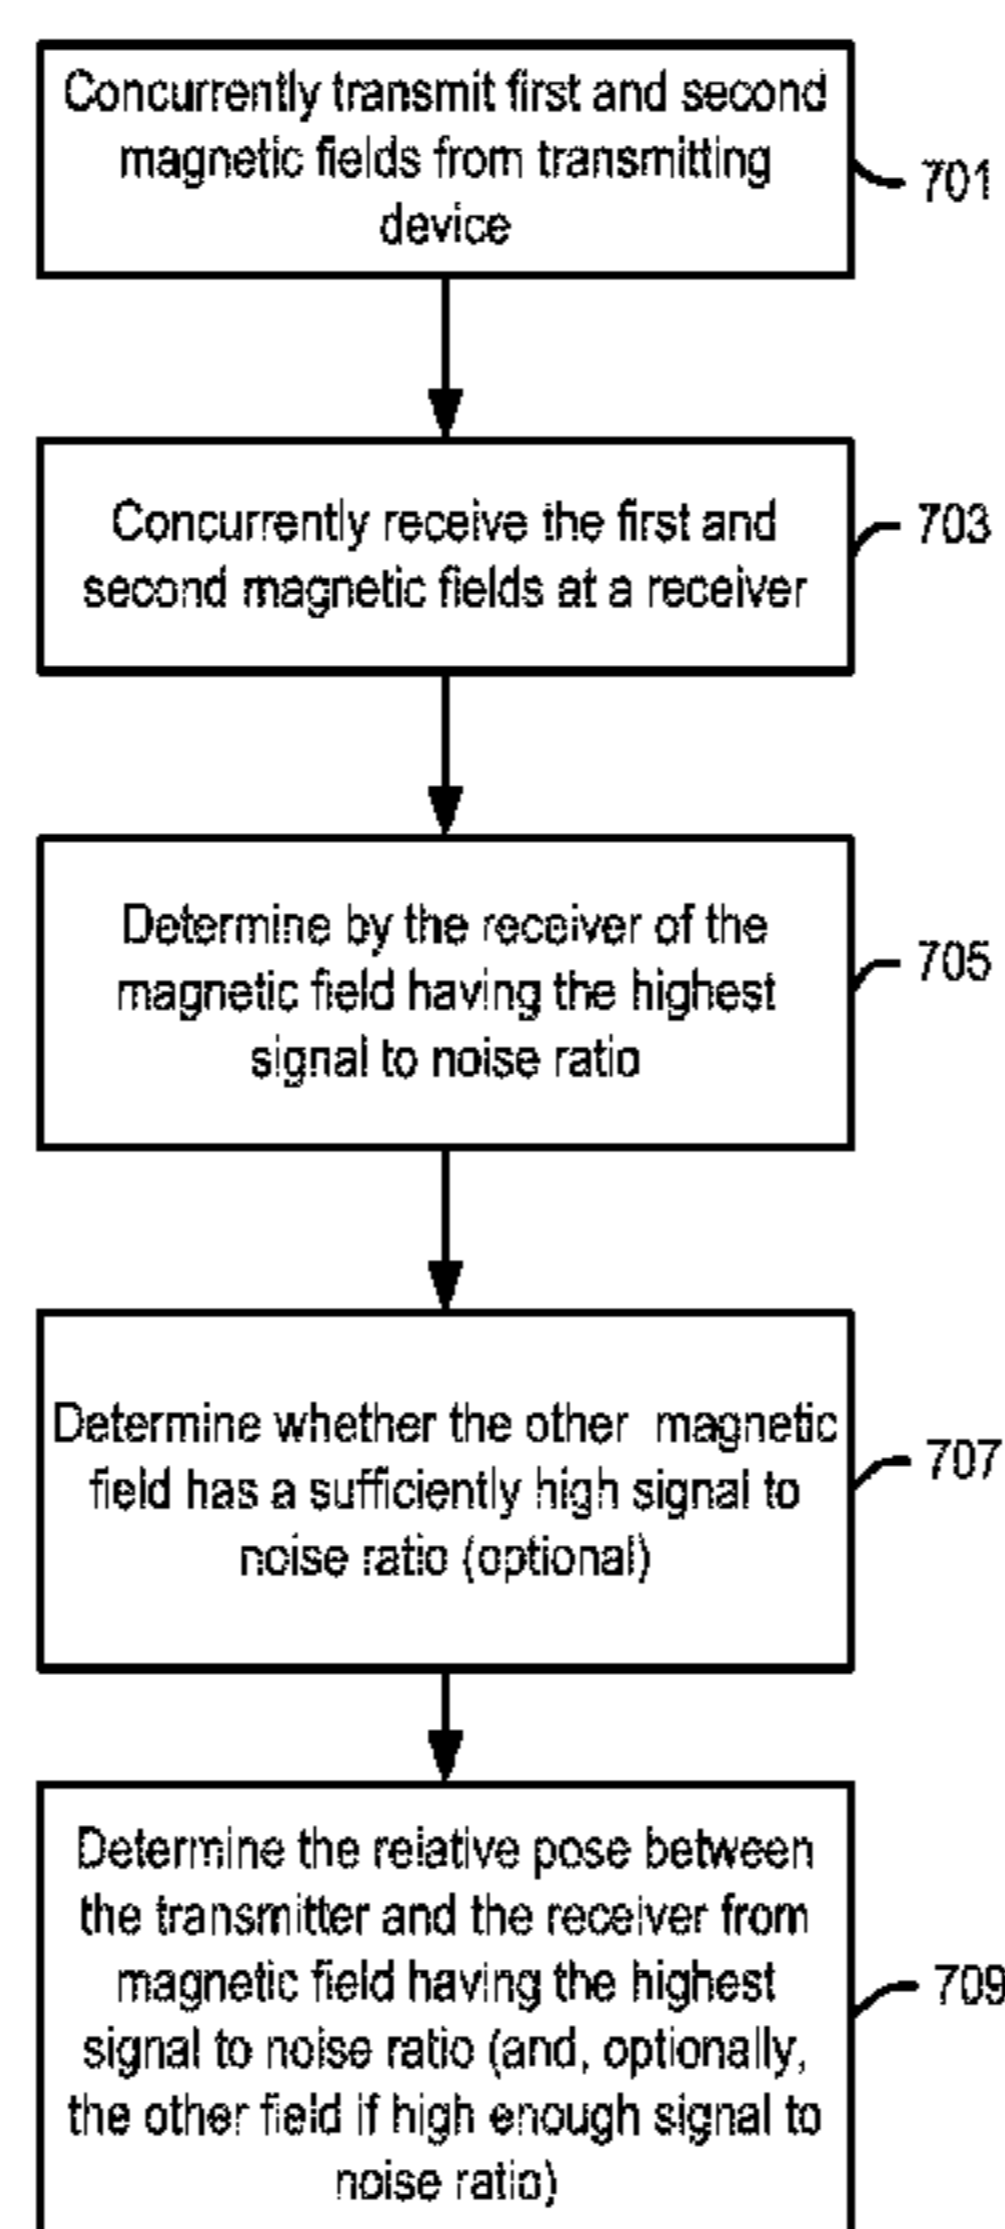 Concurrently transmit first and second
magnetic fields from transmitting
device
701
Concurrently receive the first and
second magnetic fields at a receiver
703
Determine by the receiver of the
magnetic field having the highest
signal to noise ratio
705
Determine whether the other magnetic
field has a sufficiently high signal to
noise ratio (optional)
707
Determine the relative pose between
the transmitter and the receiver from
magnetic field having the highest
signal to noise ratio (and, optionally,
the other field if high enough signal to
noise ratio)
709